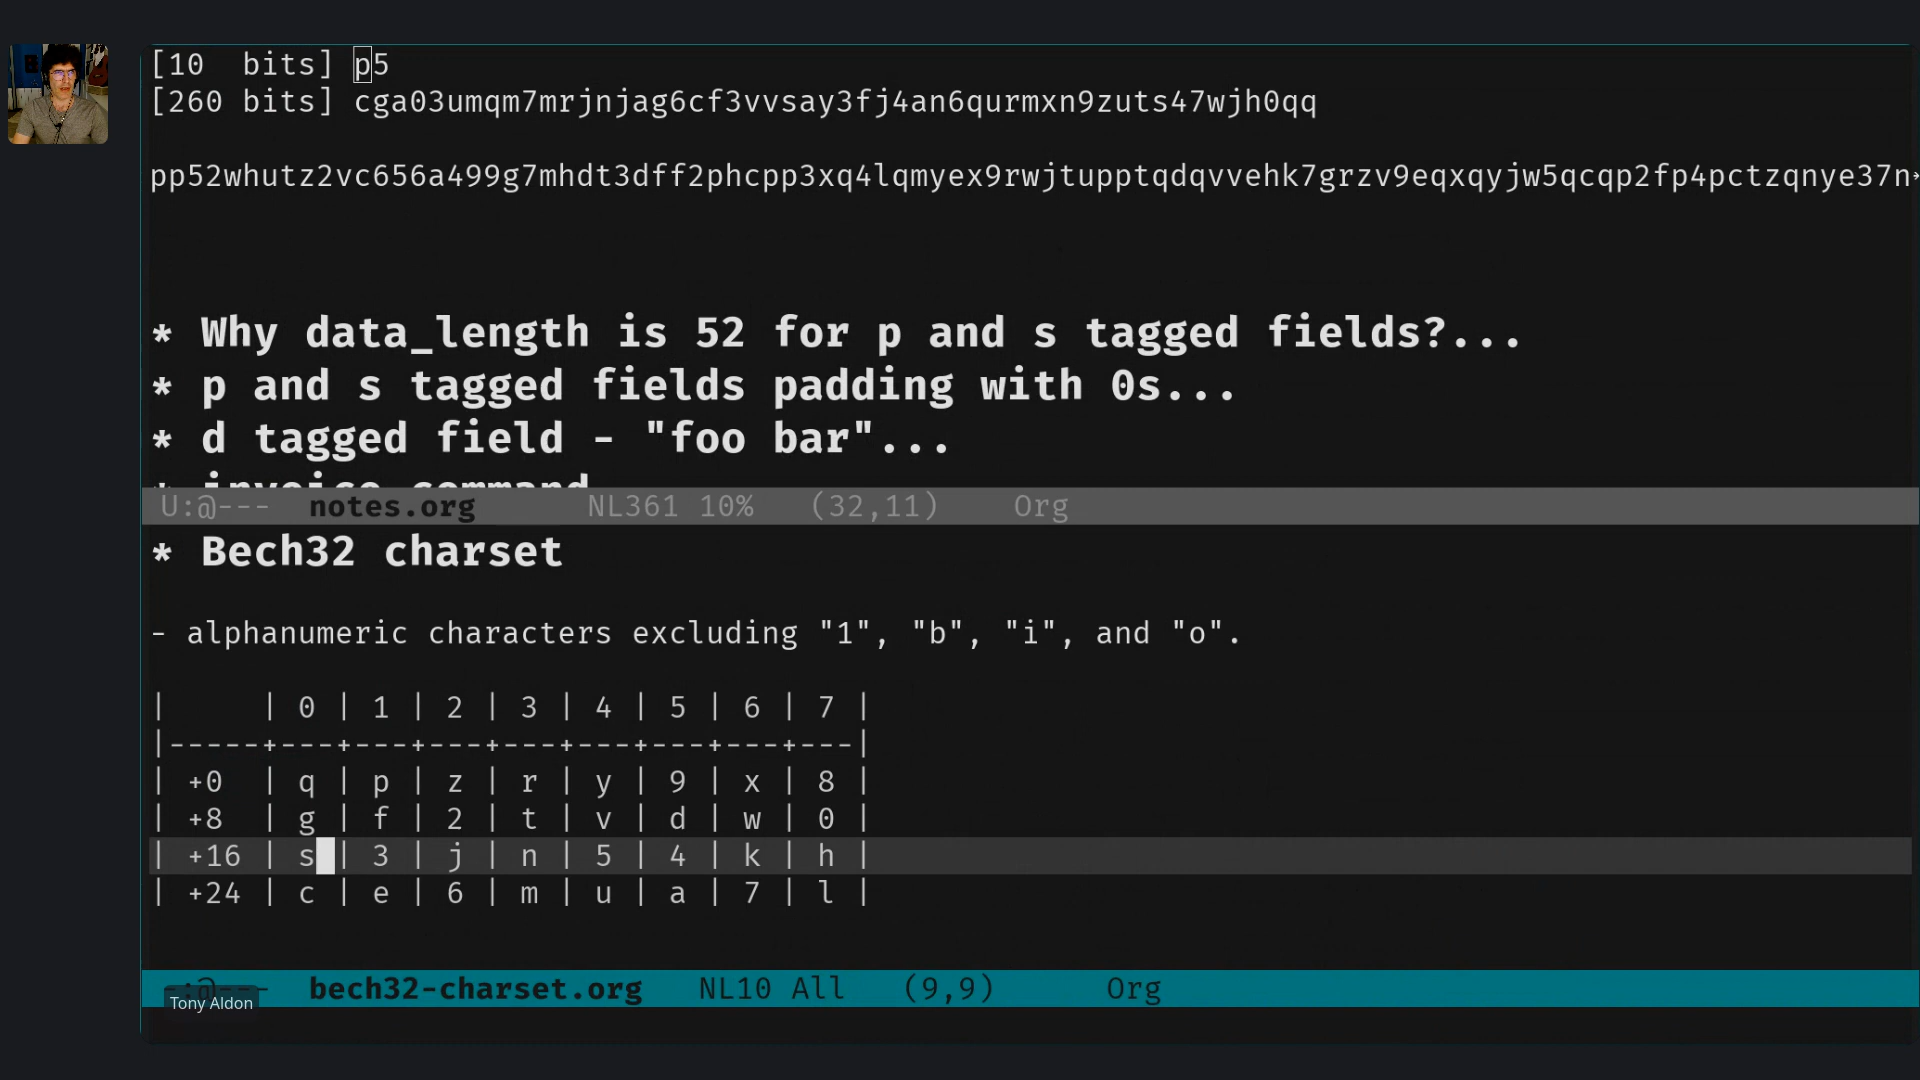 [10  bits] p5
[260 bits] cga03umqm7mrjnjag6cf3vvsay3fj4an6qurmxn9zuts47wjh0qq
pp52whutz2vc656a499g7mhdt3dff2phcpp3xq4lqmyex9rwjtupptqdqvvehk7grzv9eqxqyjw5qcqp2fp4pctzqnye37n
* Why data_length is 52 for p and s tagged fields?...
* p and s tagged fields padding with 0s...
* d tagged field - "foo bar"...
* invoice command
U:@--- notes.org NL361 10% (32,11) Org
* Bech32 charset
- alphanumeric characters excluding "1", "b", "i", and "o".
|     | 0 | 1 | 2 | 3 | 4 | 5 | 6 | 7 |
|-----+---+---+---+---+---+---+---+---|
| +0  | q | p | z | r | y | 9 | x | 8 |
| +8  | g | f | 2 | t | v | d | w | 0 |
| +16 | s | 3 | j | n | 5 | 4 | k | h |
| +24 | c | e | 6 | m | u | a | 7 | l |
-:@--- bech32-charset.org NL10 All (9,9) Org
Tony Aldon